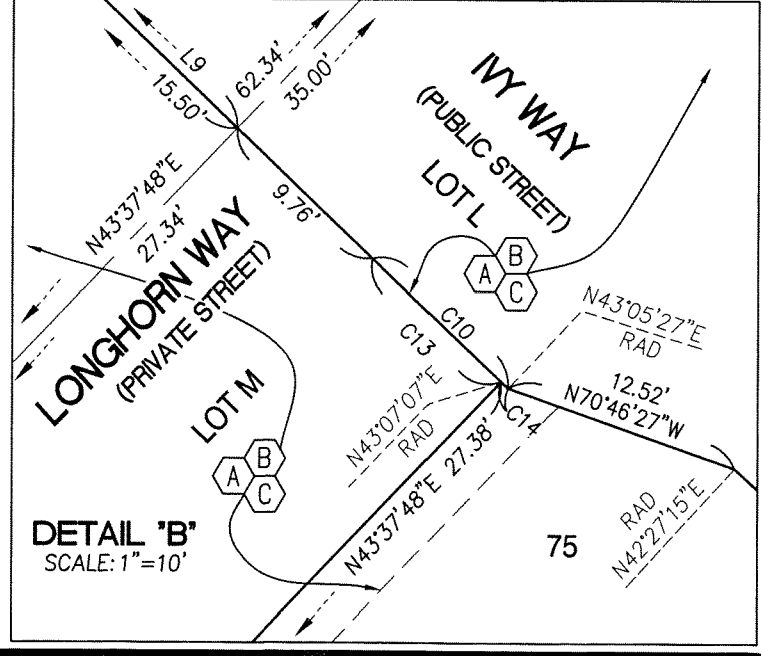 L9
15.50'
62.34'
35.00'
IVY WAY
(PUBLIC STREET)
LOT L
N43°37'48"E
27.34'
9.76'
LONGHORN WAY
(PRIVATE STREET)
B
A
C
C10
C13
N43°05'27"E
RAD
LOT M
N43°07'07"E
RAD
12.52'
N70°46'27"W
C14
B
A
C
N43°37'48"E 27.38'
DETAIL "B"
SCALE: 1"=10'
75
RAD
N42°27'15"E